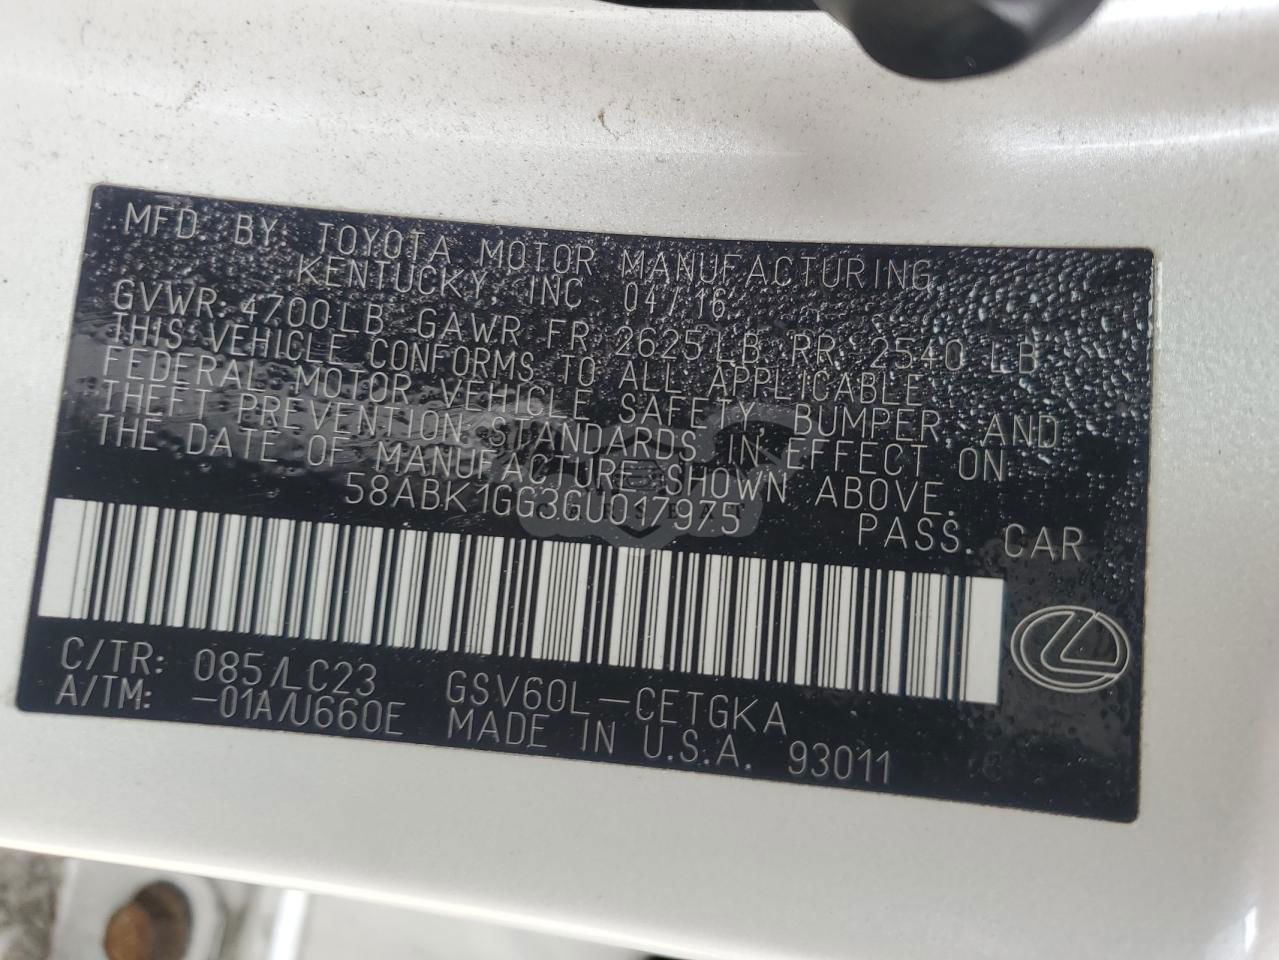 MFD. BY: TOYOTA MOTOR MANUFACTURING
KENTUCKY, INC 04/16
GVWR: 4700LB GAWR FR 2625LB RR 2540 LB
THIS VEHICLE CONFORMS TO ALL APPLICABLE
FEDERAL MOTOR VEHICLE SAFETY, BUMPER, AND
THEFT PREVENTION STANDARDS IN EFFECT ON
THE DATE OF MANUFACTURE SHOWN ABOVE.
58ABK1GG3GU017975 PASS. CAR
C/TR: 085/LC23 GSV60L-CETGKA
A/TM: -01A/U660E MADE IN U.S.A. 93011